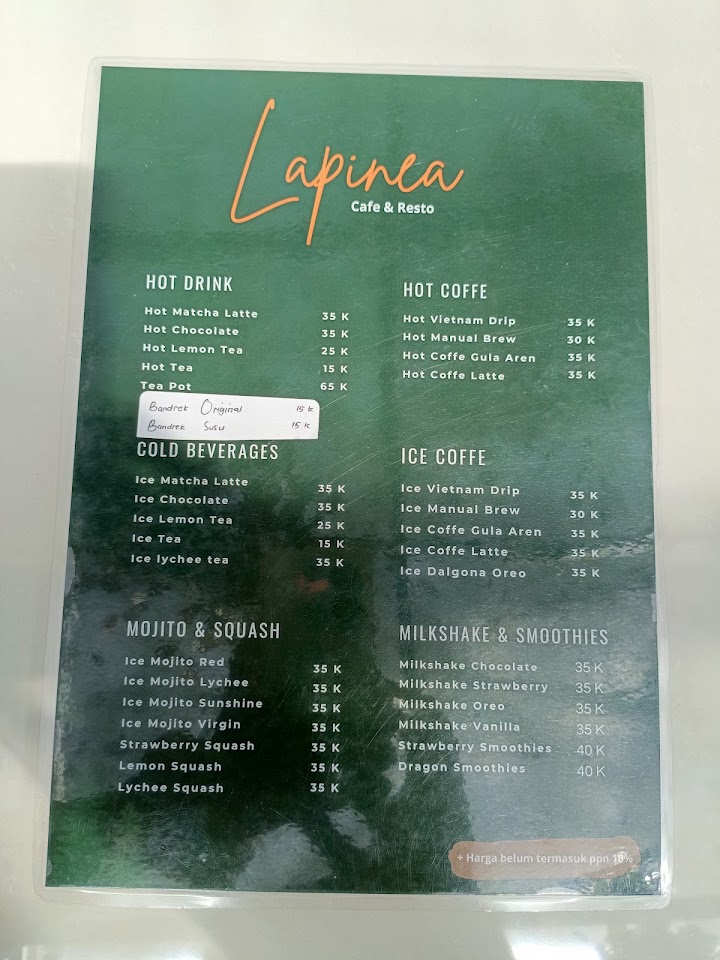 Lapinea
Cafe & Resto
HOT DRINK
Hot Matcha Latte 35 K
Hot Chocolate 35 K
Hot Lemon Tea 25 K
Hot Tea 15 K
Tea Pot 65 K
Bandrek Original 15 K
Bandrek Susu 15 K
HOT COFFE
Hot Vietnam Drip 35 K
Hot Manual Brew 30 K
Hot Coffe Gula Aren 35 K
Hot Coffe Latte 35 K
COLD BEVERAGES
Ice Matcha Latte 35 K
Ice Chocolate 35 K
Ice Lemon Tea 25 K
Ice Tea 15 K
Ice lychee tea 35 K
ICE COFFE
Ice Vietnam Drip 35 K
Ice Manual Brew 30 K
Ice Coffe Gula Aren 35 K
Ice Coffe Latte 35 K
Ice Dalgona Oreo 35 K
MOJITO & SQUASH
Ice Mojito Red 35 K
Ice Mojito Lychee 35 K
Ice Mojito Sunshine 35 K
Ice Mojito Virgin 35 K
Strawberry Squash 35 K
Lemon Squash 35 K
Lychee Squash 35 K
MILKSHAKE & SMOOTHIES
Milkshake Chocolate 35 K
Milkshake Strawberry 35 K
Milkshake Oreo 35 K
Milkshake Vanilla 35 K
Strawberry Smoothies 40 K
Dragon Smoothies 40 K
+ Harga belum termasuk ppn